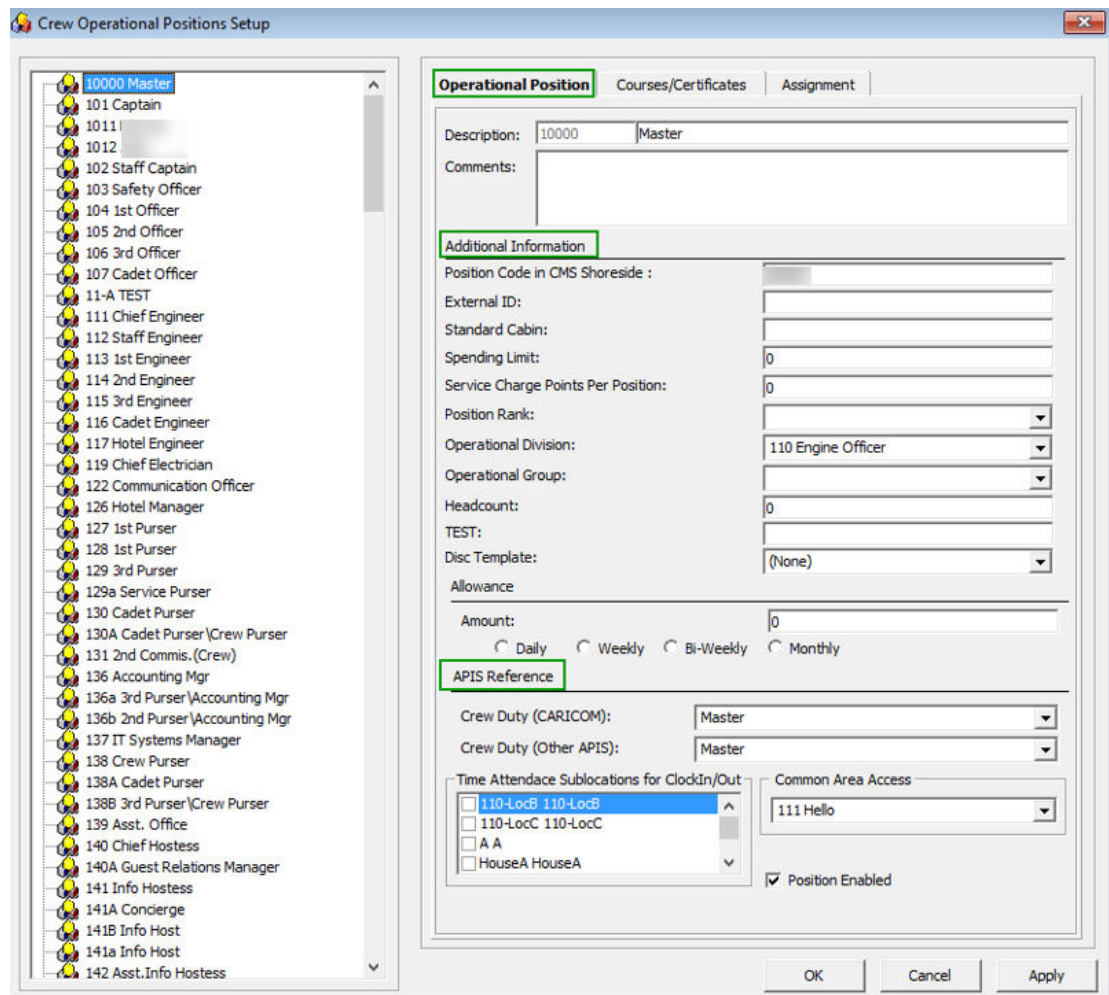 Crew Operational Positions Setup
10000 Master
101 Captain
1011
1012
102 Staff Captain
103 Safety Officer
104 1st Officer
105 2nd Officer
106 3rd Officer
107 Cadet Officer
11-A TEST
111 Chief Engineer
112 Staff Engineer
113 1st Engineer
114 2nd Engineer
115 3rd Engineer
116 Cadet Engineer
117 Hotel Engineer
119 Chief Electrician
122 Communication Officer
126 Hotel Manager
127 1st Purser
128 1st Purser
129 3rd Purser
129a Service Purser
130 Cadet Purser
130A Cadet Purser\Crew Purser
131 2nd Commis.(Crew)
136 Accounting Mgr
136a 3rd Purser\Accounting Mgr
136b 2nd Purser\Accounting Mgr
137 IT Systems Manager
138 Crew Purser
138A Cadet Purser
138B 3rd Purser\Crew Purser
139 Asst. Office
140 Chief Hostess
140A Guest Relations Manager
141 Info Hostess
141A Concierge
141B Info Host
141a Info Host
142 Asst.Info Hostess
Operational Position Courses/Certificates Assignment
Description: 10000 Master
Comments:
Additional Information
Position Code in CMS Shoreside :
External ID:
Standard Cabin:
Spending Limit: 0
Service Charge Points Per Position: 0
Position Rank:
Operational Division: 110 Engine Officer
Operational Group:
Headcount: 0
TEST:
Disc Template: (None)
Allowance
Amount: 0
Daily Weekly Bi-Weekly Monthly
APIS Reference
Crew Duty (CARICOM): Master
Crew Duty (Other APIS): Master
Time Attendace Sublocations for ClockIn/Out
110-LocB 110-LocB
110-LocC 110-LocC
A A
HouseA HouseA
Common Area Access
111 Hello
Position Enabled
OK Cancel Apply